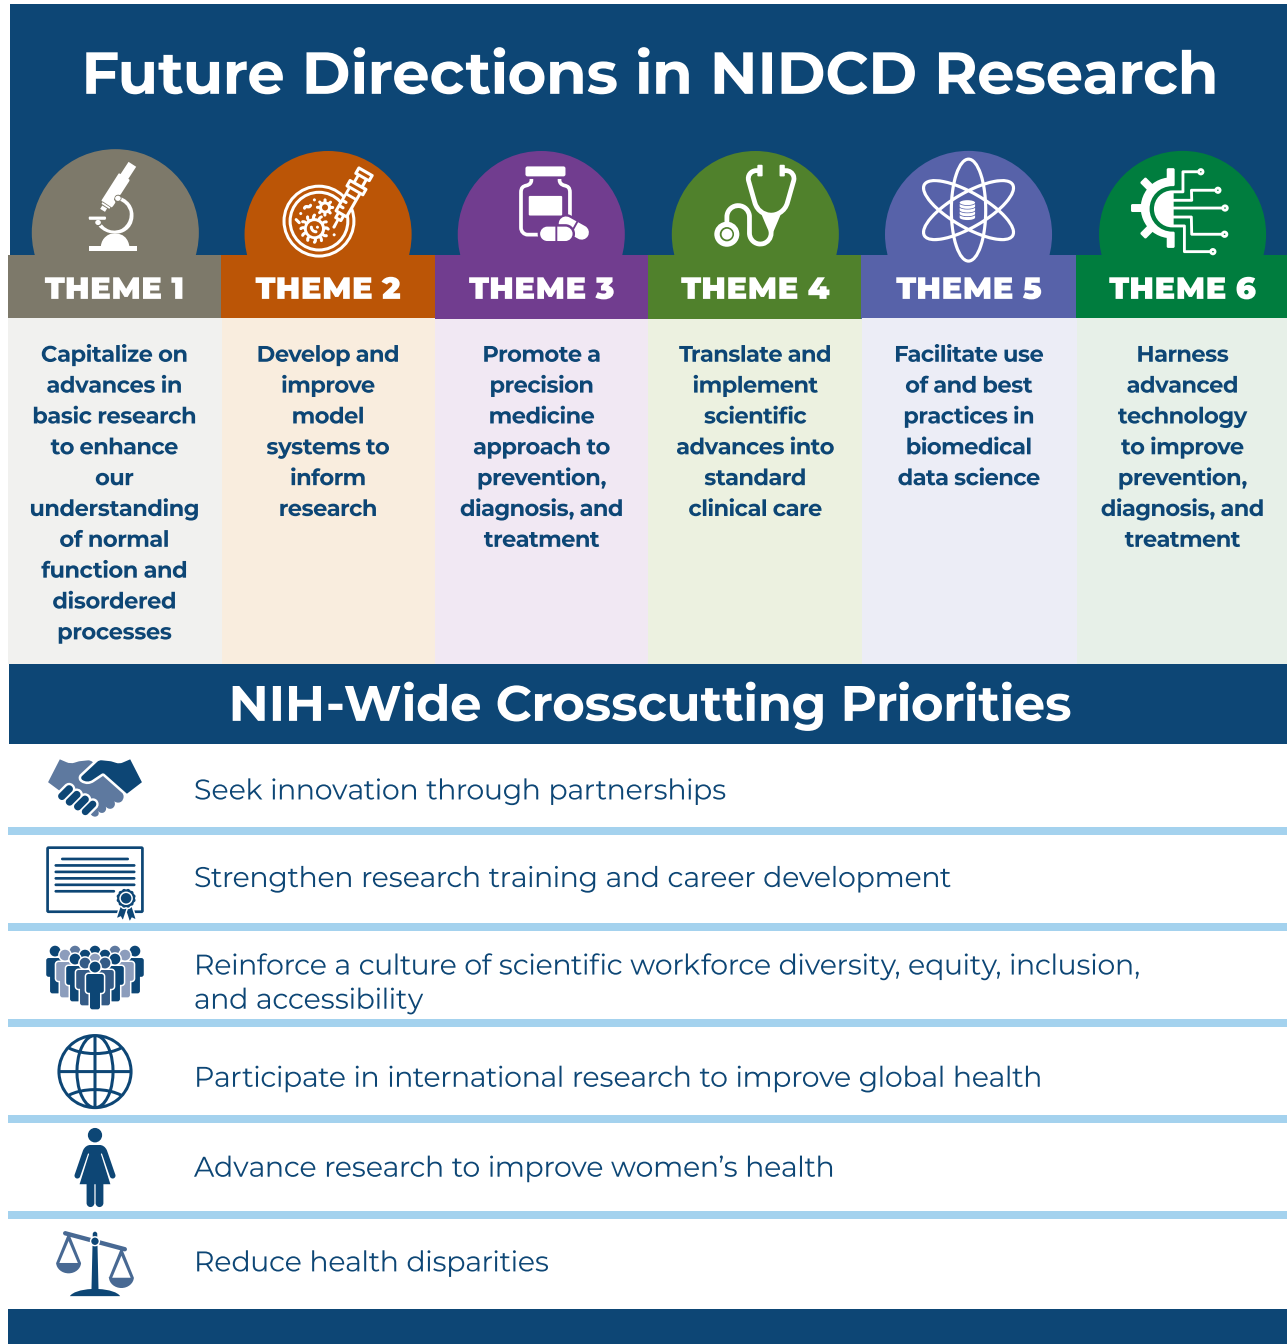 Future Directions in NIDCD Research
THEME 1
Capitalize on
advances in
basic research
to enhance
our
understanding
of normal
function and
disordered
processes
THEME 2
Develop and
improve
model
systems to
inform
research
THEME 3
Promote a
precision
medicine
approach to
prevention,
diagnosis, and
treatment
THEME 4
Translate and
implement
scientific
advances into
standard
clinical care
THEME 5
Facilitate use
of and best
practices in
biomedical
data science
THEME 6
Harness
advanced
technology
to improve
prevention,
diagnosis, and
treatment
NIH-Wide Crosscutting Priorities
Seek innovation through partnerships
Strengthen research training and career development
Reinforce a culture of scientific workforce diversity, equity, inclusion,
and accessibility
Participate in international research to improve global health
Advance research to improve women’s health
Reduce health disparities